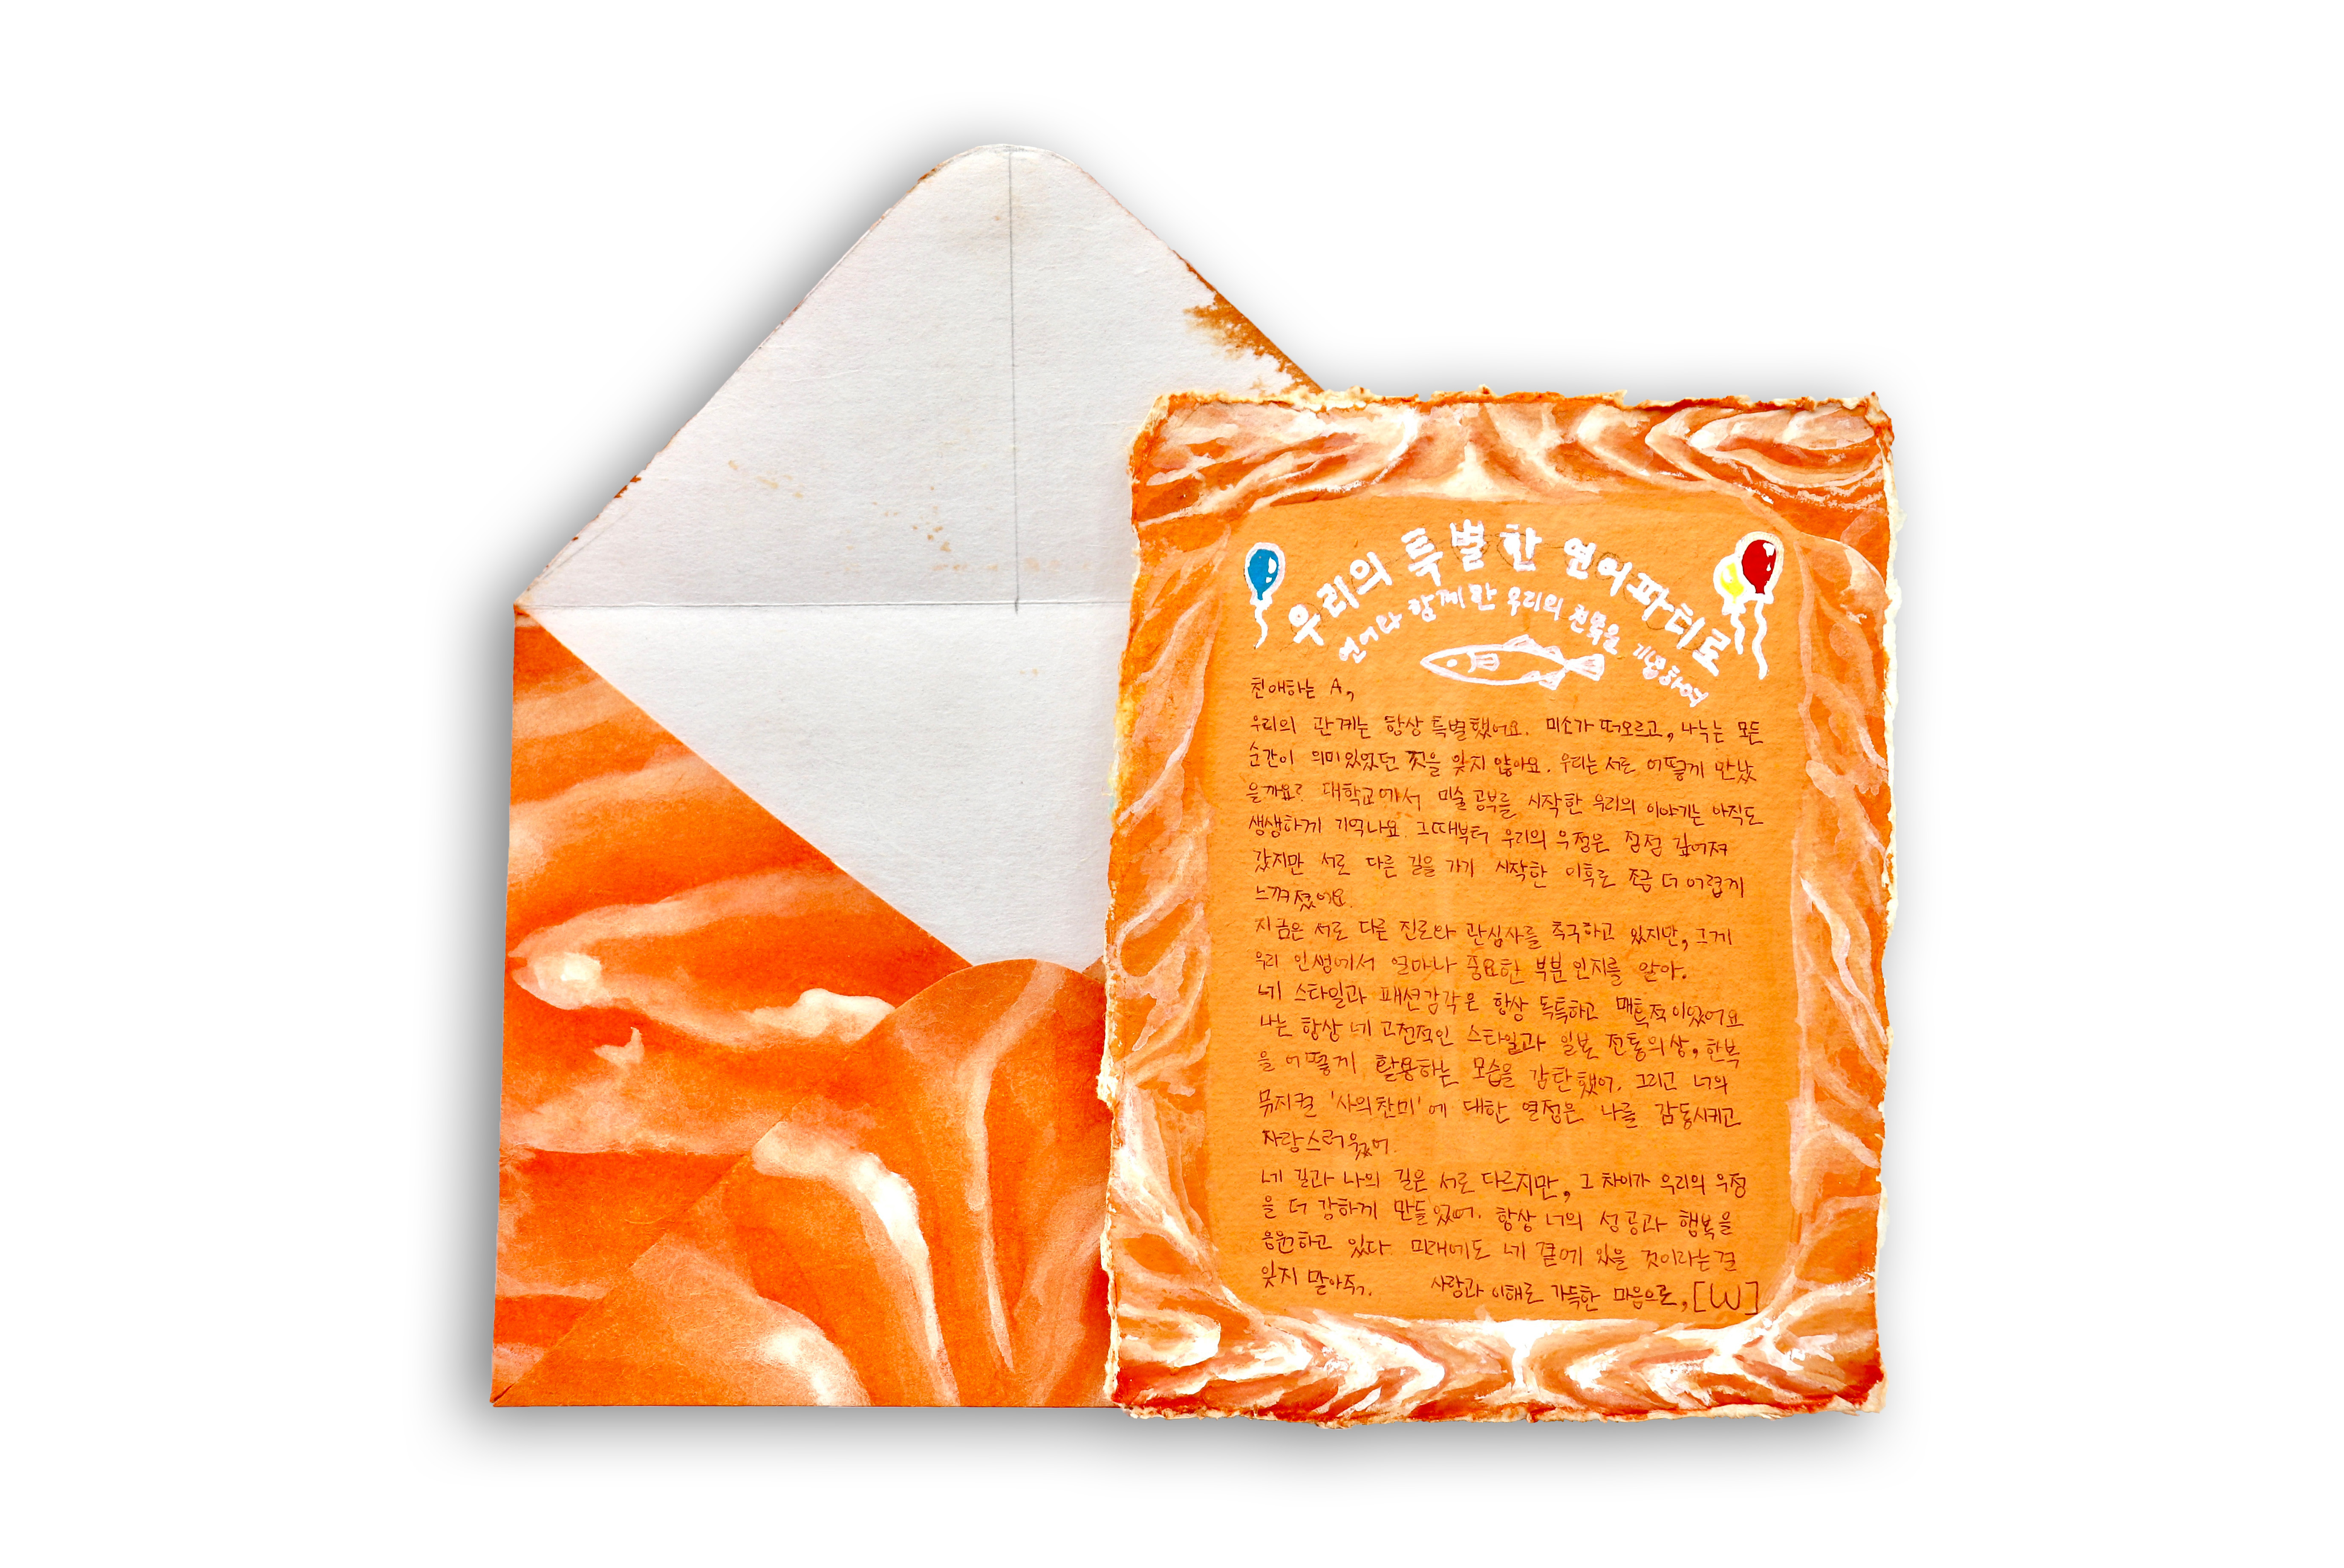 우리의 특별한 연어파티로
연어와 함께한 우리의 친목을 기념하여
친애하는 A,
우리의 관계는 항상 특별했어요. 미소가 떠오르고, 나누는 모든
순간이 의미있었던 것을 잊지 않아요. 우리는 서로 어떻게 만났
을까요? 대학교에서 미술 공부를 시작한 우리의 이야기는 아직도
생생하게 기억나요. 그때부터 우리의 우정은 점점 깊어져
갔지만 서로 다른 길을 가기 시작한 이후로 조금 더 어렵게
느껴졌어요.
지금은 서로 다른 진로와 관심사를 추구하고 있지만, 그게
우리 인생에서 얼마나 중요한 부분인지를 알아.
네 스타일과 패션감각은 항상 독특하고 매트적이었어요
나는 항상 네 고전적인 스타일과 일본 전통의상, 한복
을 어떻게 활용하는 모습을 감탄했어. 그리고 너의
뮤지컬 '사의찬미'에 대한 열정은 나를 감동시키고
자랑스러웠어.
네 길과 나의 길은 서로 다르지만, 그 차이가 우리의 우정
을 더 강하게 만들었어. 항상 너의 성공과 행복을
응원하고 있다. 미래에도 네 곁에 있을 것이라는걸
잊지 말아줘. 사랑과 이해로 가득한 마음으로, [W]